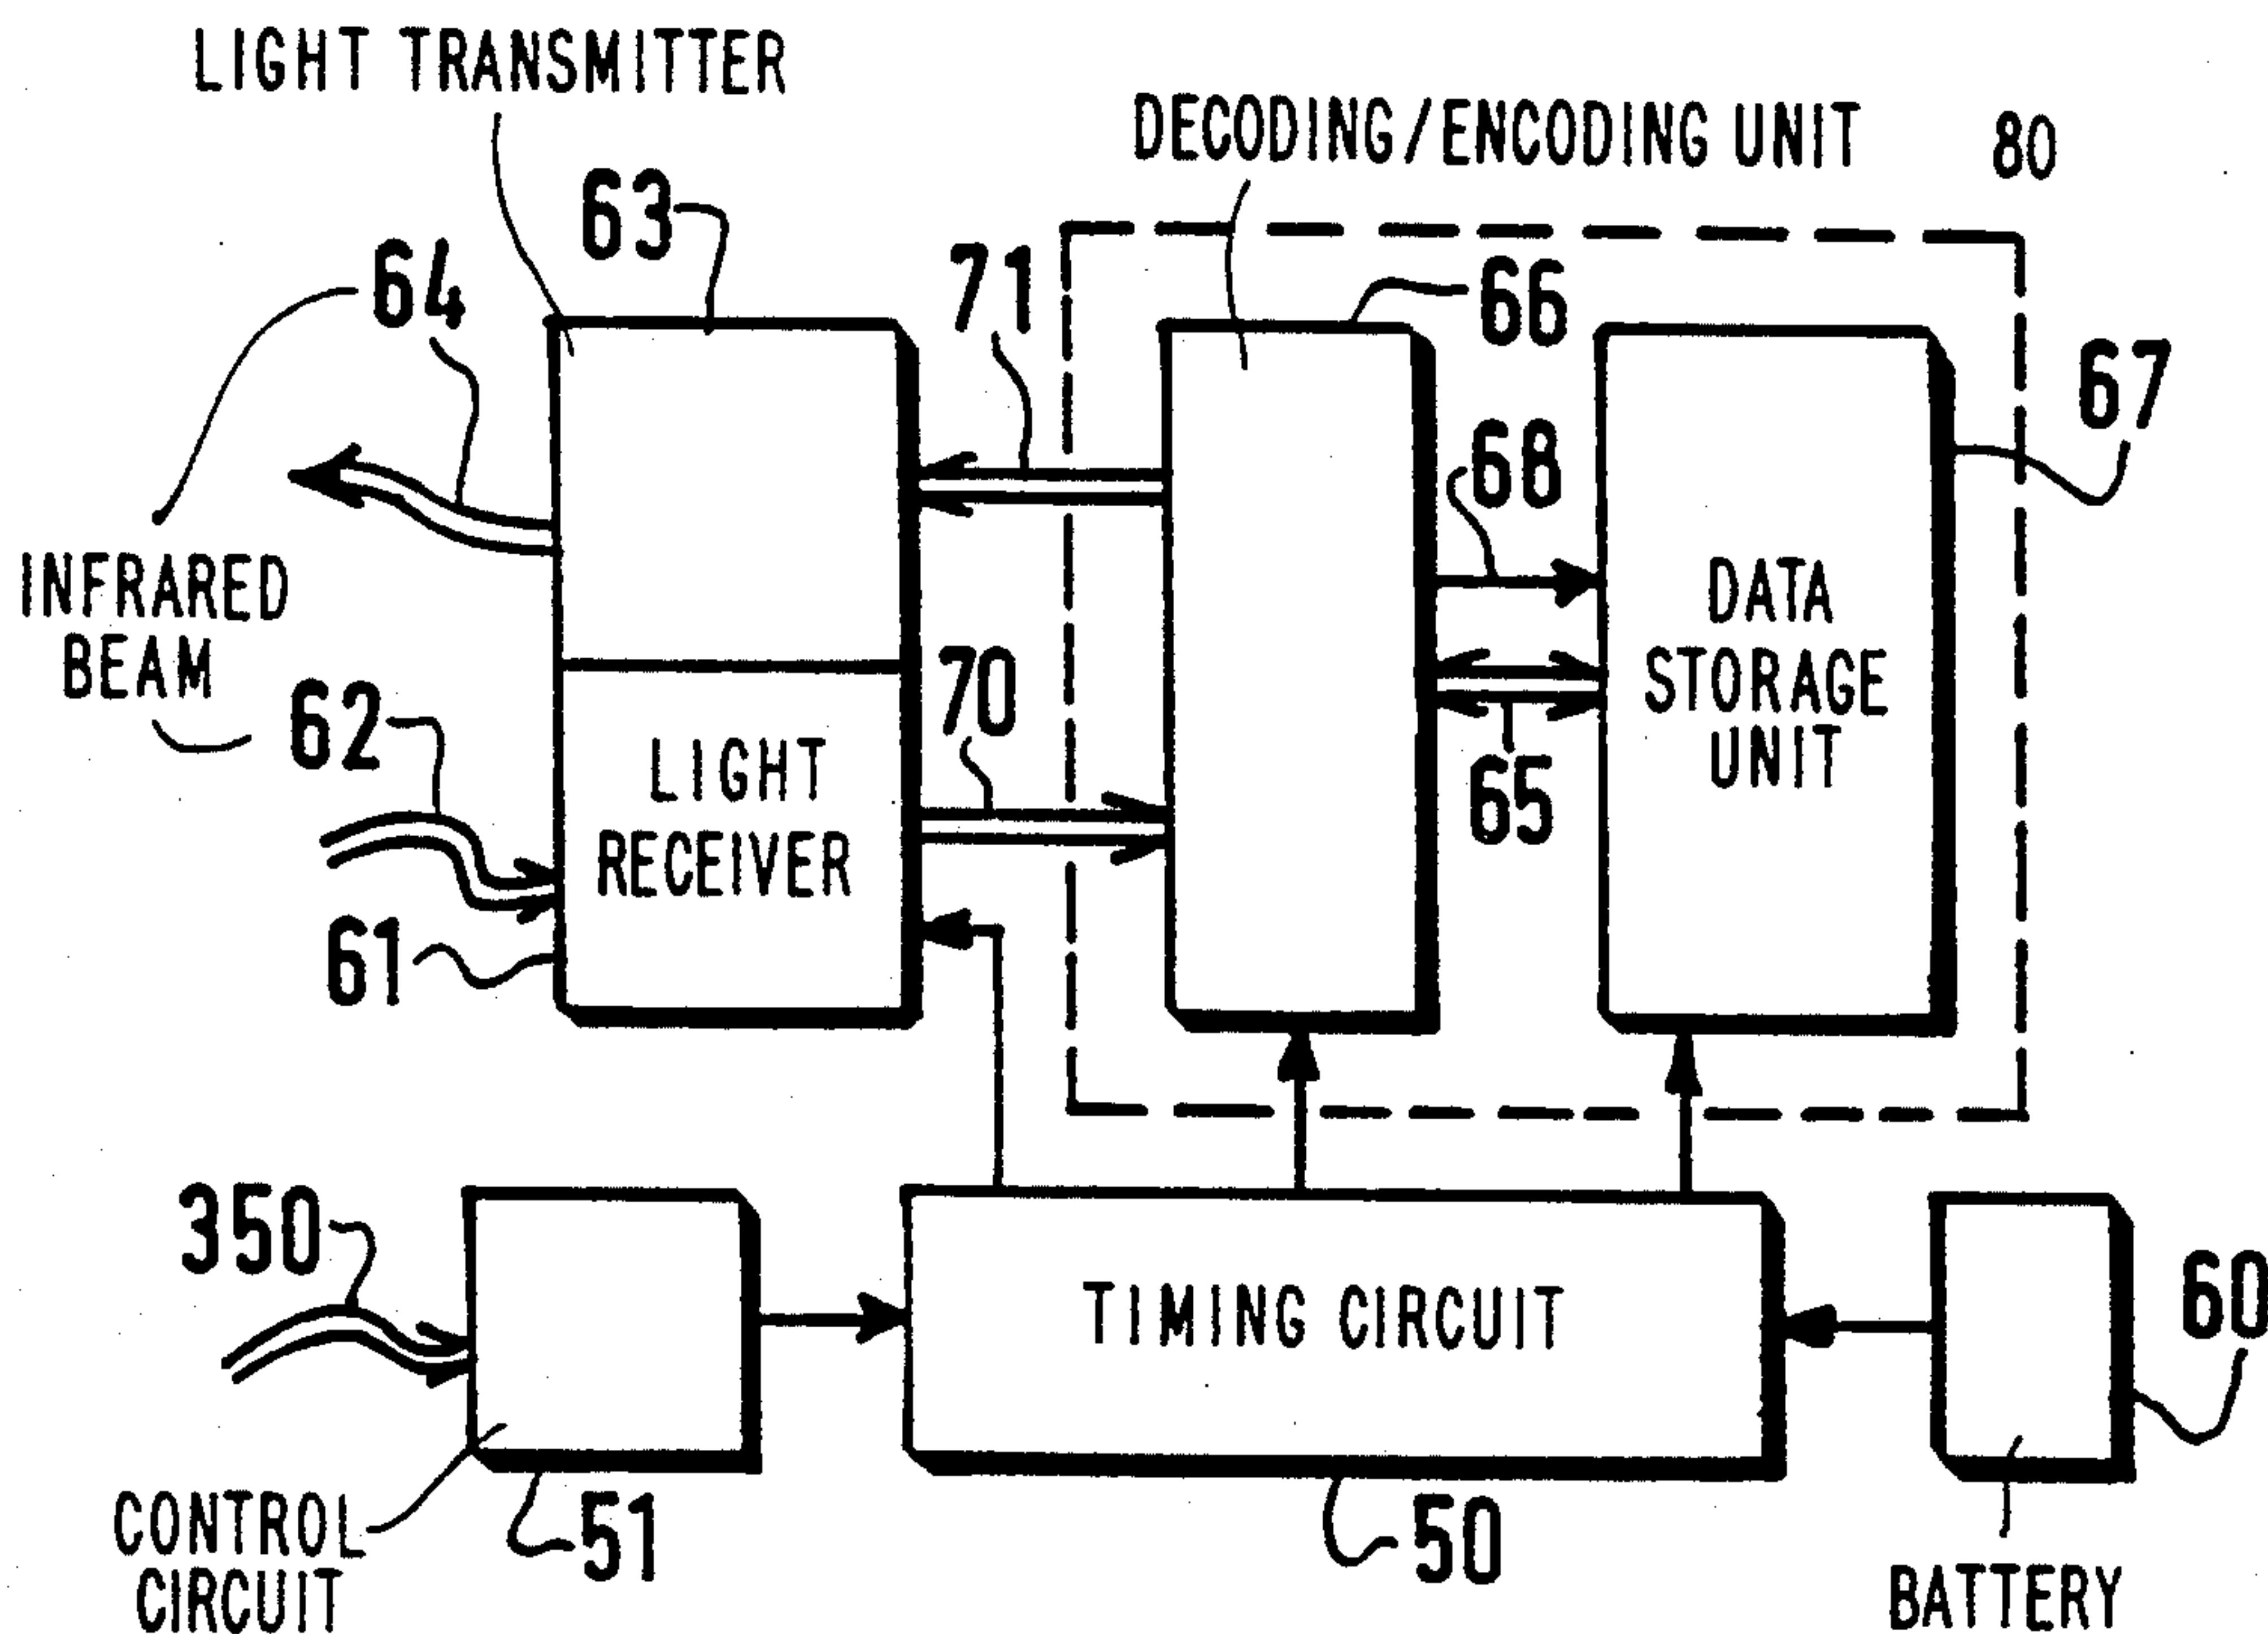 LIGHT TRANSMITTER
DECODING/ENCODING UNIT
80
63
64
71
66
67
68
INFRARED
BEAM
62
70
DATA
STORAGE
UNIT
LIGHT
RECEIVER
65
61
350
TIMING CIRCUIT
60
CONTROL
CIRCUIT
51
50
BATTERY